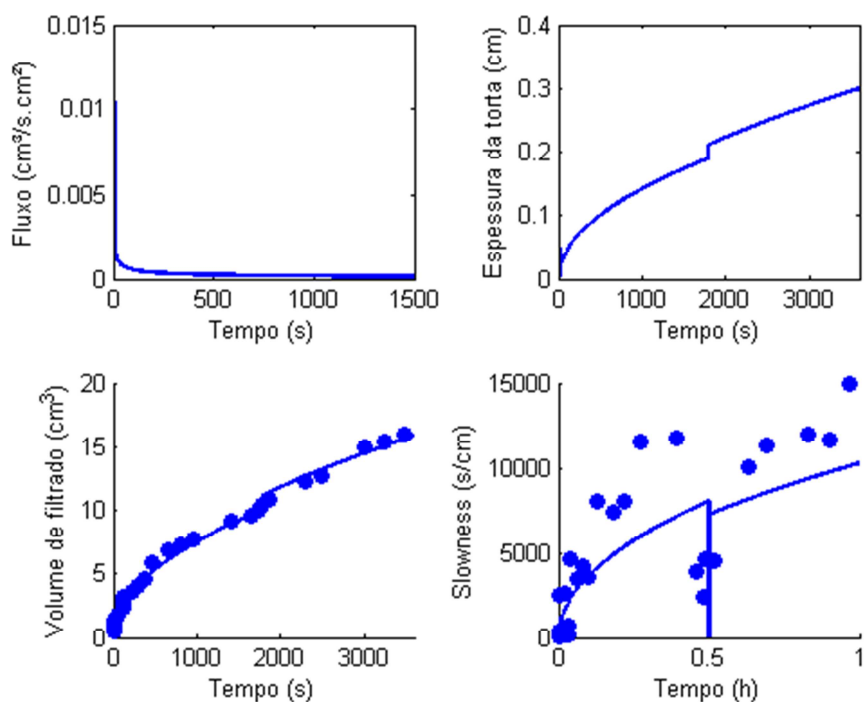 0.015
0.01
0.005
0
Fluxo (cm³/s.cm²)
0 500 1000 1500
Tempo (s)
0.4
0.3
0.2
0.1
0
Espessura da torta (cm)
0 1000 2000 3000
Tempo (s)
20
15
10
5
0
Volume de filtrado (cm³)
0 1000 2000 3000
Tempo (s)
15000
10000
5000
0
Slowness (s/cm)
0 0.5 1
Tempo (h)